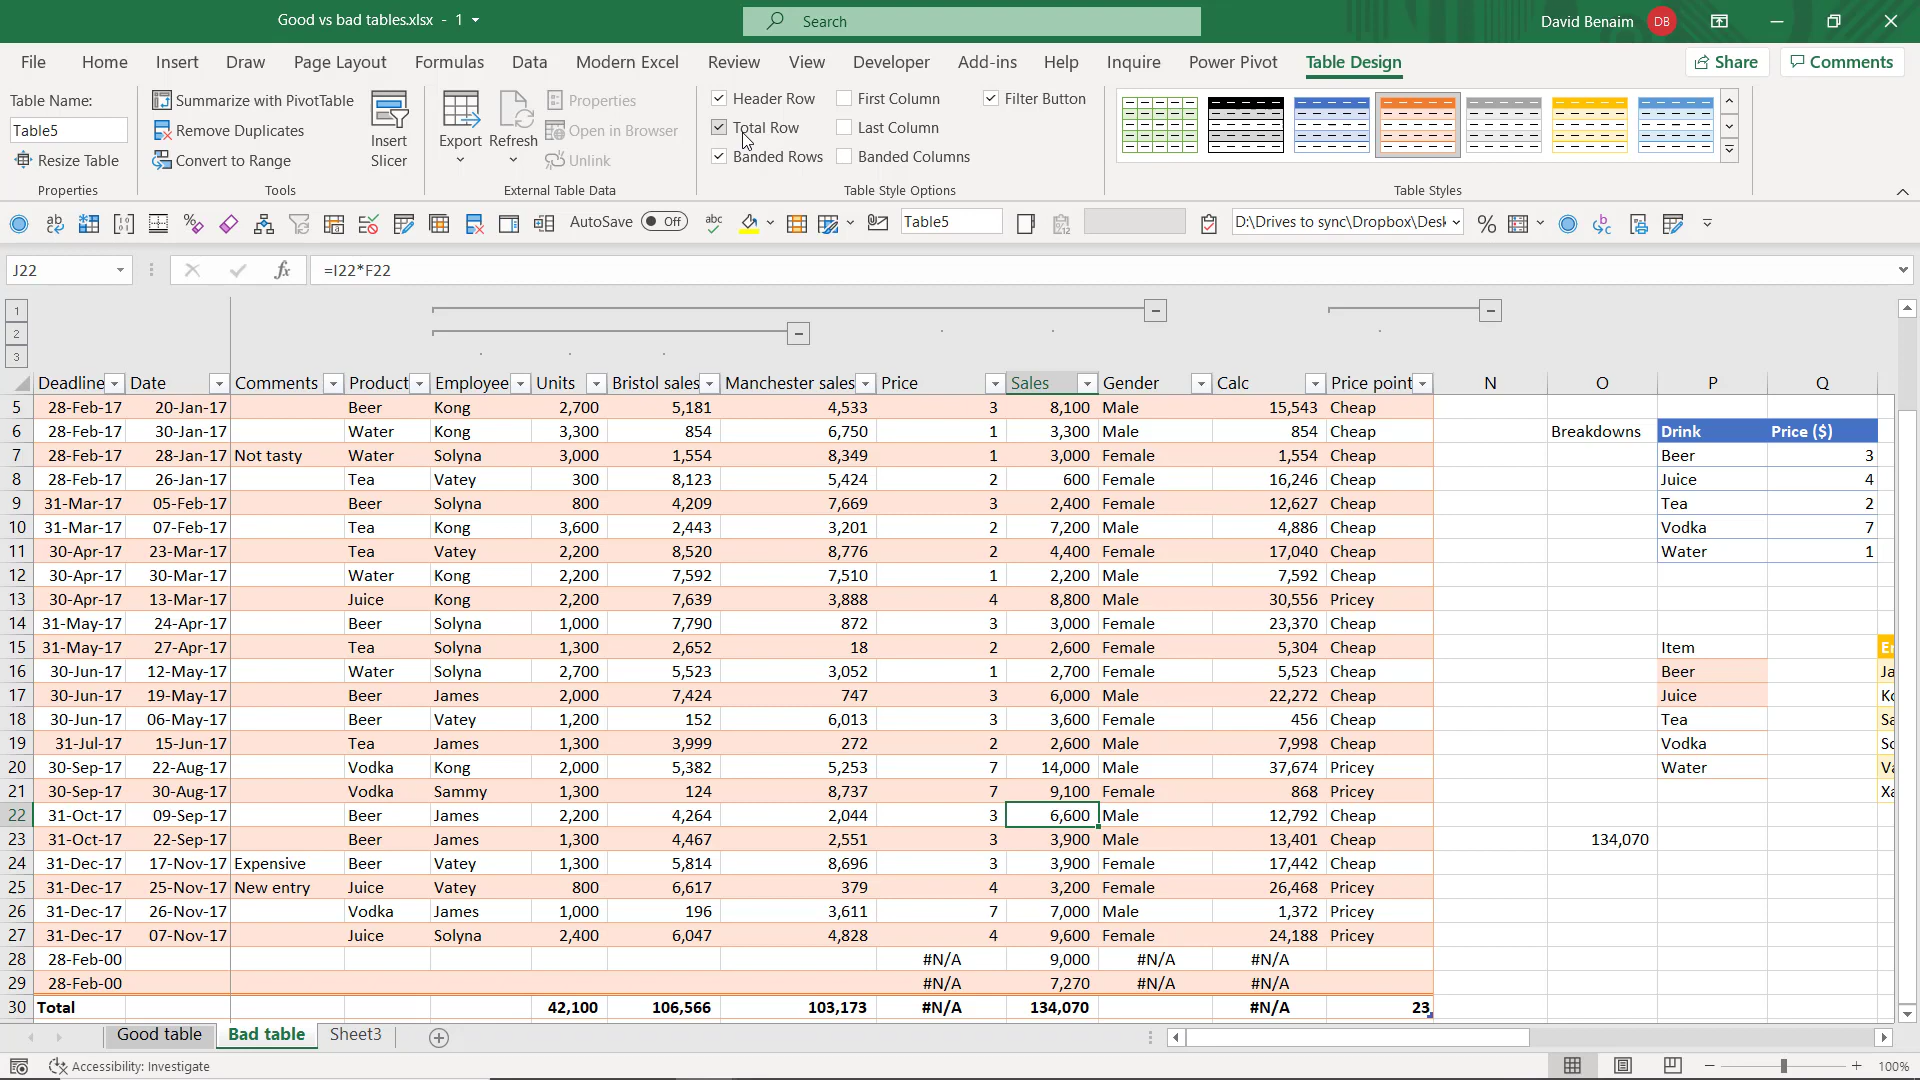 Good vs bad tables.xlsx - 1
Search
David Benaim DB
File Home Insert Draw Page Layout Formulas Data Modern Excel Review View Developer Add-ins Help Inquire Power Pivot Table Design Share Comments
Table Name:
Table5
Resize Table
Properties
Summarize with PivotTable
Remove Duplicates
Convert to Range
Insert
Slicer
Tools
Export Refresh
Properties
Open in Browser
Unlink
External Table Data
Header Row First Column Filter Button
Total Row Last Column
Banded Rows Banded Columns
Table Style Options
Table Styles
AutoSave Off abc Table5 D:\Drives to sync\Dropbox\Desk
J22 fx =I22*F22
1
2
3
Deadline Date Comments Product Employee Units Bristol sales Manchester sales Price Sales Gender Calc Price point N O P Q
5 28-Feb-17 20-Jan-17 Beer Kong 2,700 5,181 4,533 3 8,100 Male 15,543 Cheap
6 28-Feb-17 30-Jan-17 Water Kong 3,300 854 6,750 1 3,300 Male 854 Cheap Breakdowns Drink Price ($)
7 28-Feb-17 28-Jan-17 Not tasty Water Solyna 3,000 1,554 8,349 1 3,000 Female 1,554 Cheap Beer 3
8 28-Feb-17 26-Jan-17 Tea Vatey 300 8,123 5,424 2 600 Female 16,246 Cheap Juice 4
9 31-Mar-17 05-Feb-17 Beer Solyna 800 4,209 7,669 3 2,400 Female 12,627 Cheap Tea 2
10 31-Mar-17 07-Feb-17 Tea Kong 3,600 2,443 3,201 2 7,200 Male 4,886 Cheap Vodka 7
11 30-Apr-17 23-Mar-17 Tea Vatey 2,200 8,520 8,776 2 4,400 Female 17,040 Cheap Water 1
12 30-Apr-17 30-Mar-17 Water Kong 2,200 7,592 7,510 1 2,200 Male 7,592 Cheap
13 30-Apr-17 13-Mar-17 Juice Kong 2,200 7,639 3,888 4 8,800 Male 30,556 Pricey
14 31-May-17 24-Apr-17 Beer Solyna 1,000 7,790 872 3 3,000 Female 23,370 Cheap
15 31-May-17 27-Apr-17 Tea Solyna 1,300 2,652 18 2 2,600 Female 5,304 Cheap Item
16 30-Jun-17 12-May-17 Water Solyna 2,700 5,523 3,052 1 2,700 Female 5,523 Cheap Beer
17 30-Jun-17 19-May-17 Beer James 2,000 7,424 747 3 6,000 Male 22,272 Cheap Juice
18 30-Jun-17 06-May-17 Beer Vatey 1,200 152 6,013 3 3,600 Female 456 Cheap Tea
19 31-Jul-17 15-Jun-17 Tea James 1,300 3,999 272 2 2,600 Male 7,998 Cheap Vodka
20 30-Sep-17 22-Aug-17 Vodka Kong 2,000 5,382 5,253 7 14,000 Male 37,674 Pricey Water
21 30-Sep-17 30-Aug-17 Vodka Sammy 1,300 124 8,737 7 9,100 Female 868 Pricey
22 31-Oct-17 09-Sep-17 Beer James 2,200 4,264 2,044 3 6,600 Male 12,792 Cheap
23 31-Oct-17 22-Sep-17 Beer James 1,300 4,467 2,551 3 3,900 Male 13,401 Cheap 134,070
24 31-Dec-17 17-Nov-17 Expensive Beer Vatey 1,300 5,814 8,696 3 3,900 Female 17,442 Cheap
25 31-Dec-17 25-Nov-17 New entry Juice Vatey 800 6,617 379 4 3,200 Female 26,468 Pricey
26 31-Dec-17 26-Nov-17 Vodka James 1,000 196 3,611 7 7,000 Male 1,372 Pricey
27 31-Dec-17 07-Nov-17 Juice Solyna 2,400 6,047 4,828 4 9,600 Female 24,188 Pricey
28 28-Feb-00 #N/A 9,000 #N/A #N/A
29 28-Feb-00 #N/A 7,270 #N/A #N/A
30 Total 42,100 106,566 103,173 #N/A 134,070 #N/A 23
Good table Bad table Sheet3
Accessibility: Investigate 100%